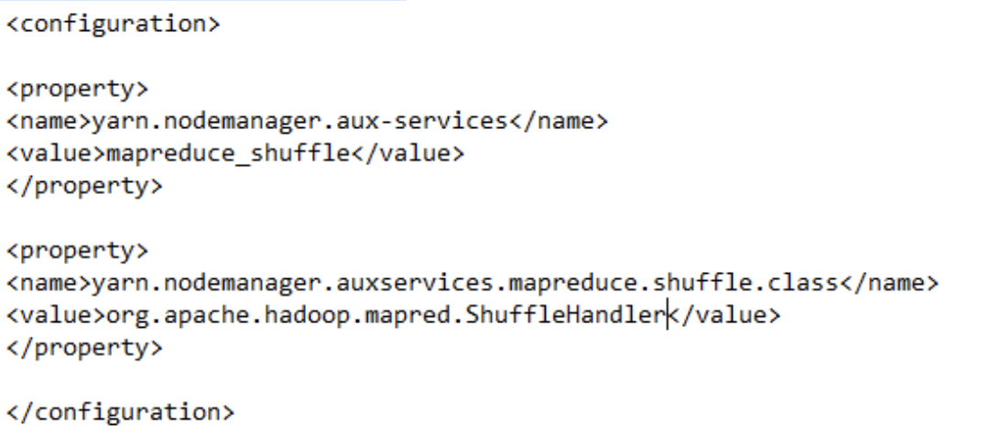 <configuration>
<property>
<name>yarn.nodemanager.aux-services</name>
<value>mapreduce_shuffle</value>
</property>
<property>
<name>yarn.nodemanager.auxservices.mapreduce.shuffle.class</name>
<value>org.apache.hadoop.mapred.ShuffleHandler</value>
</property>
</configuration>